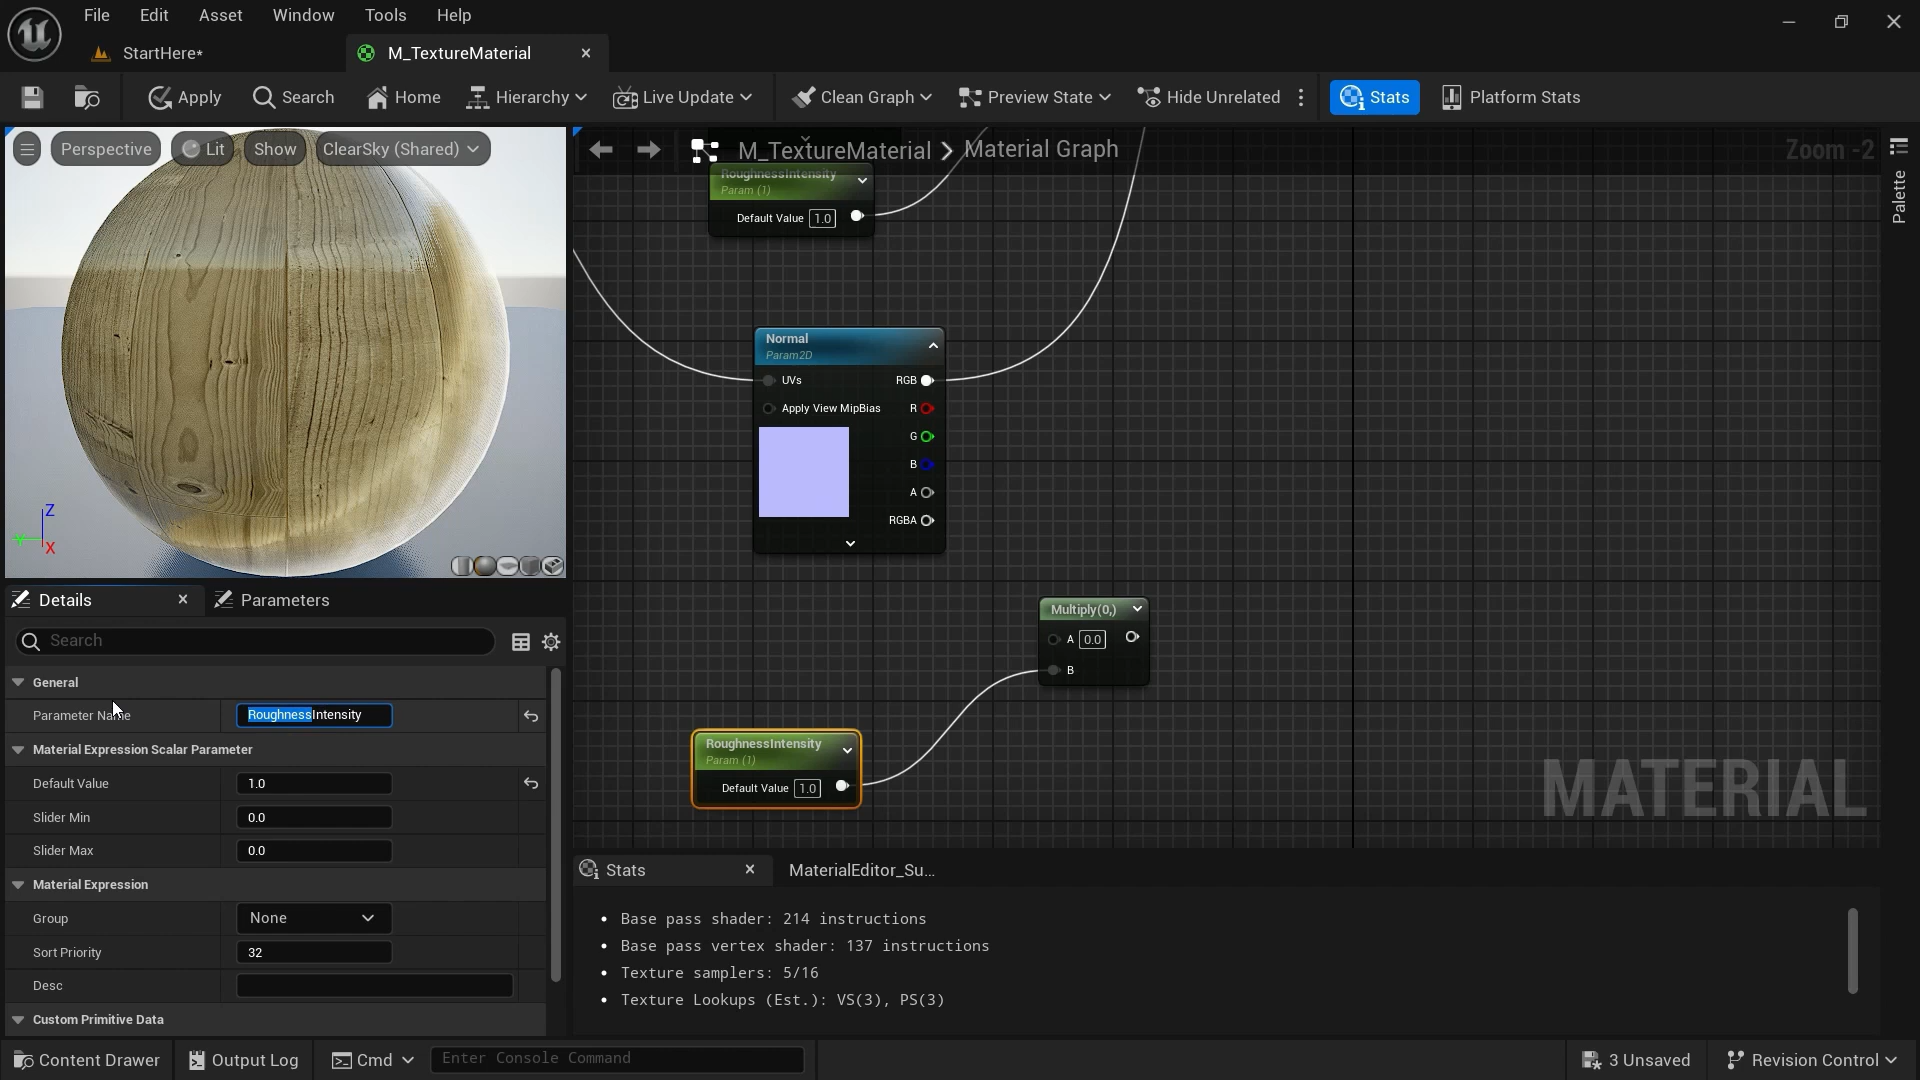 File Edit Asset Window Tools Help
StartHere*
M_TextureMaterial
Apply Search Home Hierarchy Live Update Clean Graph Preview State Hide Unrelated Stats Platform Stats
Perspective Lit Show ClearSky (Shared)
M_TextureMaterial Material Graph
Zoom -2
Palette
RoughnessIntensity
Param (1)
Default Value 1.0
Normal
Param2D
UVs RGB
Apply View MipBias R
G
B
A
RGBA
Z
Y
X
Multiply(0,)
A 0.0
B
RoughnessIntensity
Param (1)
Default Value 1.0
MATERIAL
Details Parameters
Search
General
Parameter Name RoughnessIntensity
Material Expression Scalar Parameter
Default Value 1.0
Slider Min 0.0
Slider Max 0.0
Material Expression
Group None
Sort Priority 32
Desc
Custom Primitive Data
Stats MaterialEditor_Su...
• Base pass shader: 214 instructions
• Base pass vertex shader: 137 instructions
• Texture samplers: 5/16
• Texture Lookups (Est.): VS(3), PS(3)
Content Drawer Output Log Cmd Enter Console Command 3 Unsaved Revision Control